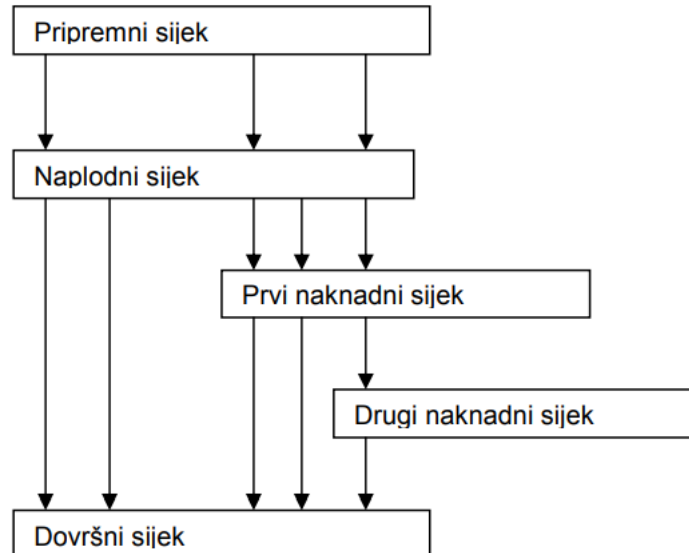 Pripremni sijek
Naplodni sijek
Prvi naknadni sijek
Drugi naknadni sijek
Dovršni sijek